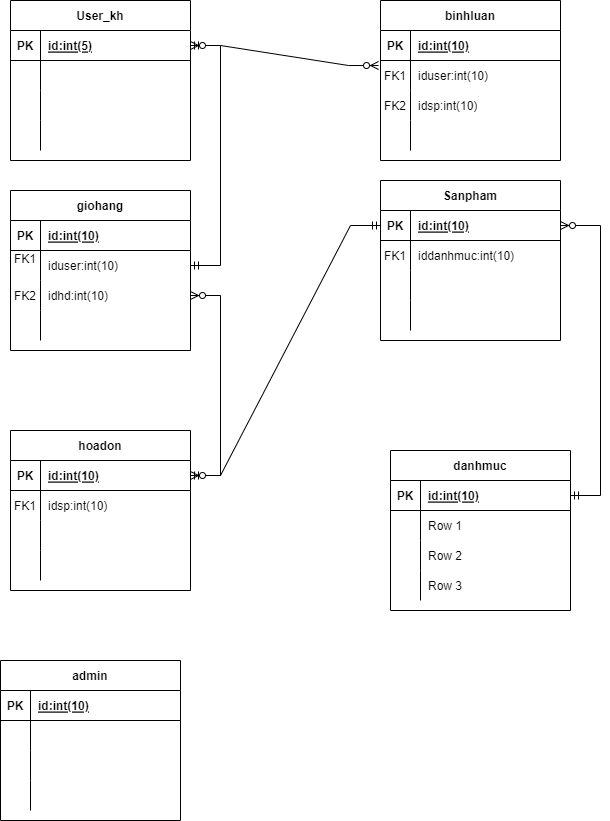 User_kh
PK id:int(5)
binhluan
PK id:int(10)
FK1 iduser:int(10)
FK2 idsp:int(10)
giohang
PK id:int(10)
FK1 iduser:int(10)
FK2 idhd:int(10)
Sanpham
PK id:int(10)
FK1 iddanhmuc:int(10)
hoadon
PK id:int(10)
FK1 idsp:int(10)
danhmuc
PK id:int(10)
Row 1
Row 2
Row 3
admin
PK id:int(10)